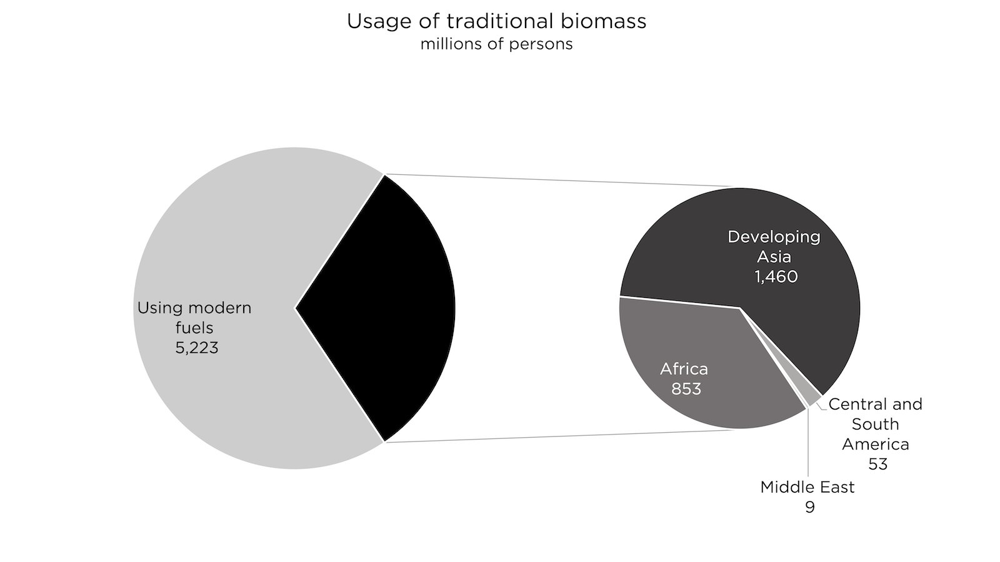 Usage of traditional biomass
millions of persons
Using modern
fuels
5,223
Developing
Asia
1,460
Africa
853
Central and
South
America
53
Middle East
9